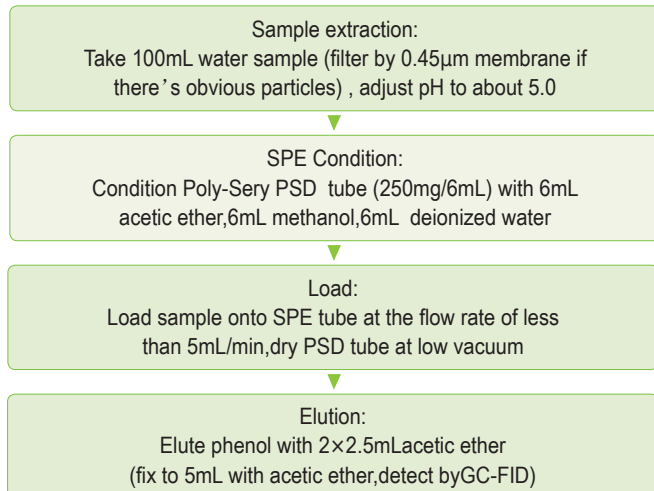 Sample extraction:
Take 100mL water sample (filter by 0.45μm membrane if
there's obvious particles) , adjust pH to about 5.0
SPE Condition:
Condition Poly-Sery PSD tube (250mg/6mL) with 6mL
acetic ether,6mL methanol,6mL deionized water
Load:
Load sample onto SPE tube at the flow rate of less
than 5mL/min,dry PSD tube at low vacuum
Elution:
Elute phenol with 2×2.5mLacetic ether
(fix to 5mL with acetic ether,detect byGC-FID)